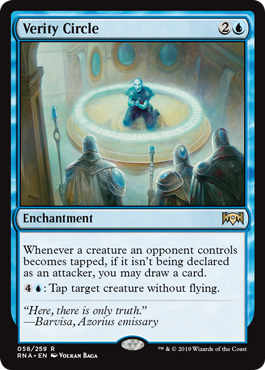 Verity Circle 2
Enchantment
Whenever a creature an opponent controls
becomes tapped, if it isn't being declared
as an attacker, you may draw a card.
4 : Tap target creature without flying.
"Here, there is only truth."
—Barvisa, Azorius emissary
058/259 R
RNA • EN VOLKAN BAGA
™ & © 2019 Wizards of the Coast